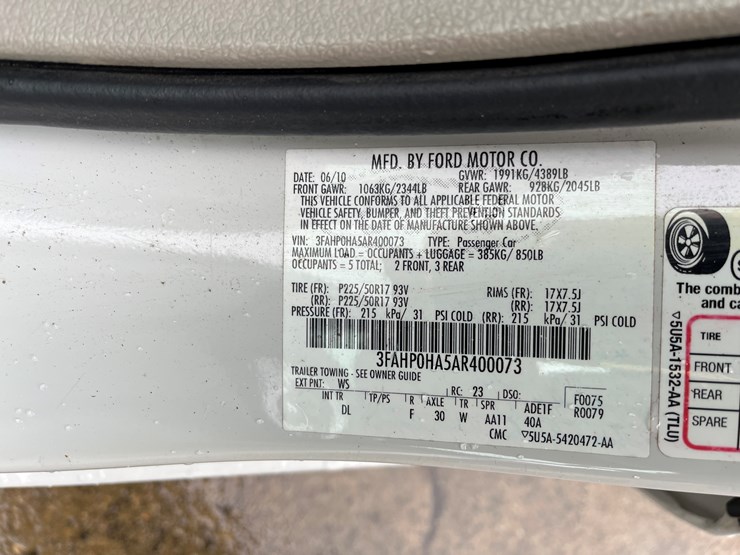 MFD. BY FORD MOTOR CO.
DATE: 06/10 GVWR: 1991KG/4389LB
FRONT GAWR: 1063KG/2344LB REAR GAWR: 928KG/2045LB
THIS VEHICLE CONFORMS TO ALL APPLICABLE FEDERAL MOTOR
VEHICLE SAFETY, BUMPER, AND THEFT PREVENTION STANDARDS
IN EFFECT ON THE DATE OF MANUFACTURE SHOWN ABOVE.
VIN: 3FAHP0HA5AR400073 TYPE: Passenger Car
MAXIMUM LOAD = OCCUPANTS + LUGGAGE = 385KG/ 850LB
OCCUPANTS = 5 TOTAL; 2 FRONT, 3 REAR
TIRE (FR): P225/50R17 93V RIMS (FR): 17X7.5J
(RR): P225/50R17 93V (RR): 17X7.5J
PRESSURE (FR): 215 kPa/ 31 PSI COLD (RR): 215 kPa/ 31 PSI COLD
3FAHP0HA5AR400073
TRAILER TOWING - SEE OWNER GUIDE
EXT PNT: WS RC: 23 DSO: F0075
INT TR TP/PS R AXLE TR SPR ADE1F R0079
DL F 30 W AA11 40A
CMC ▽5U5A-5420472-AA
The comb
and ca
TIRE
FRONT
REAR
SPARE
▽5U5A-1532-AA (TLU)